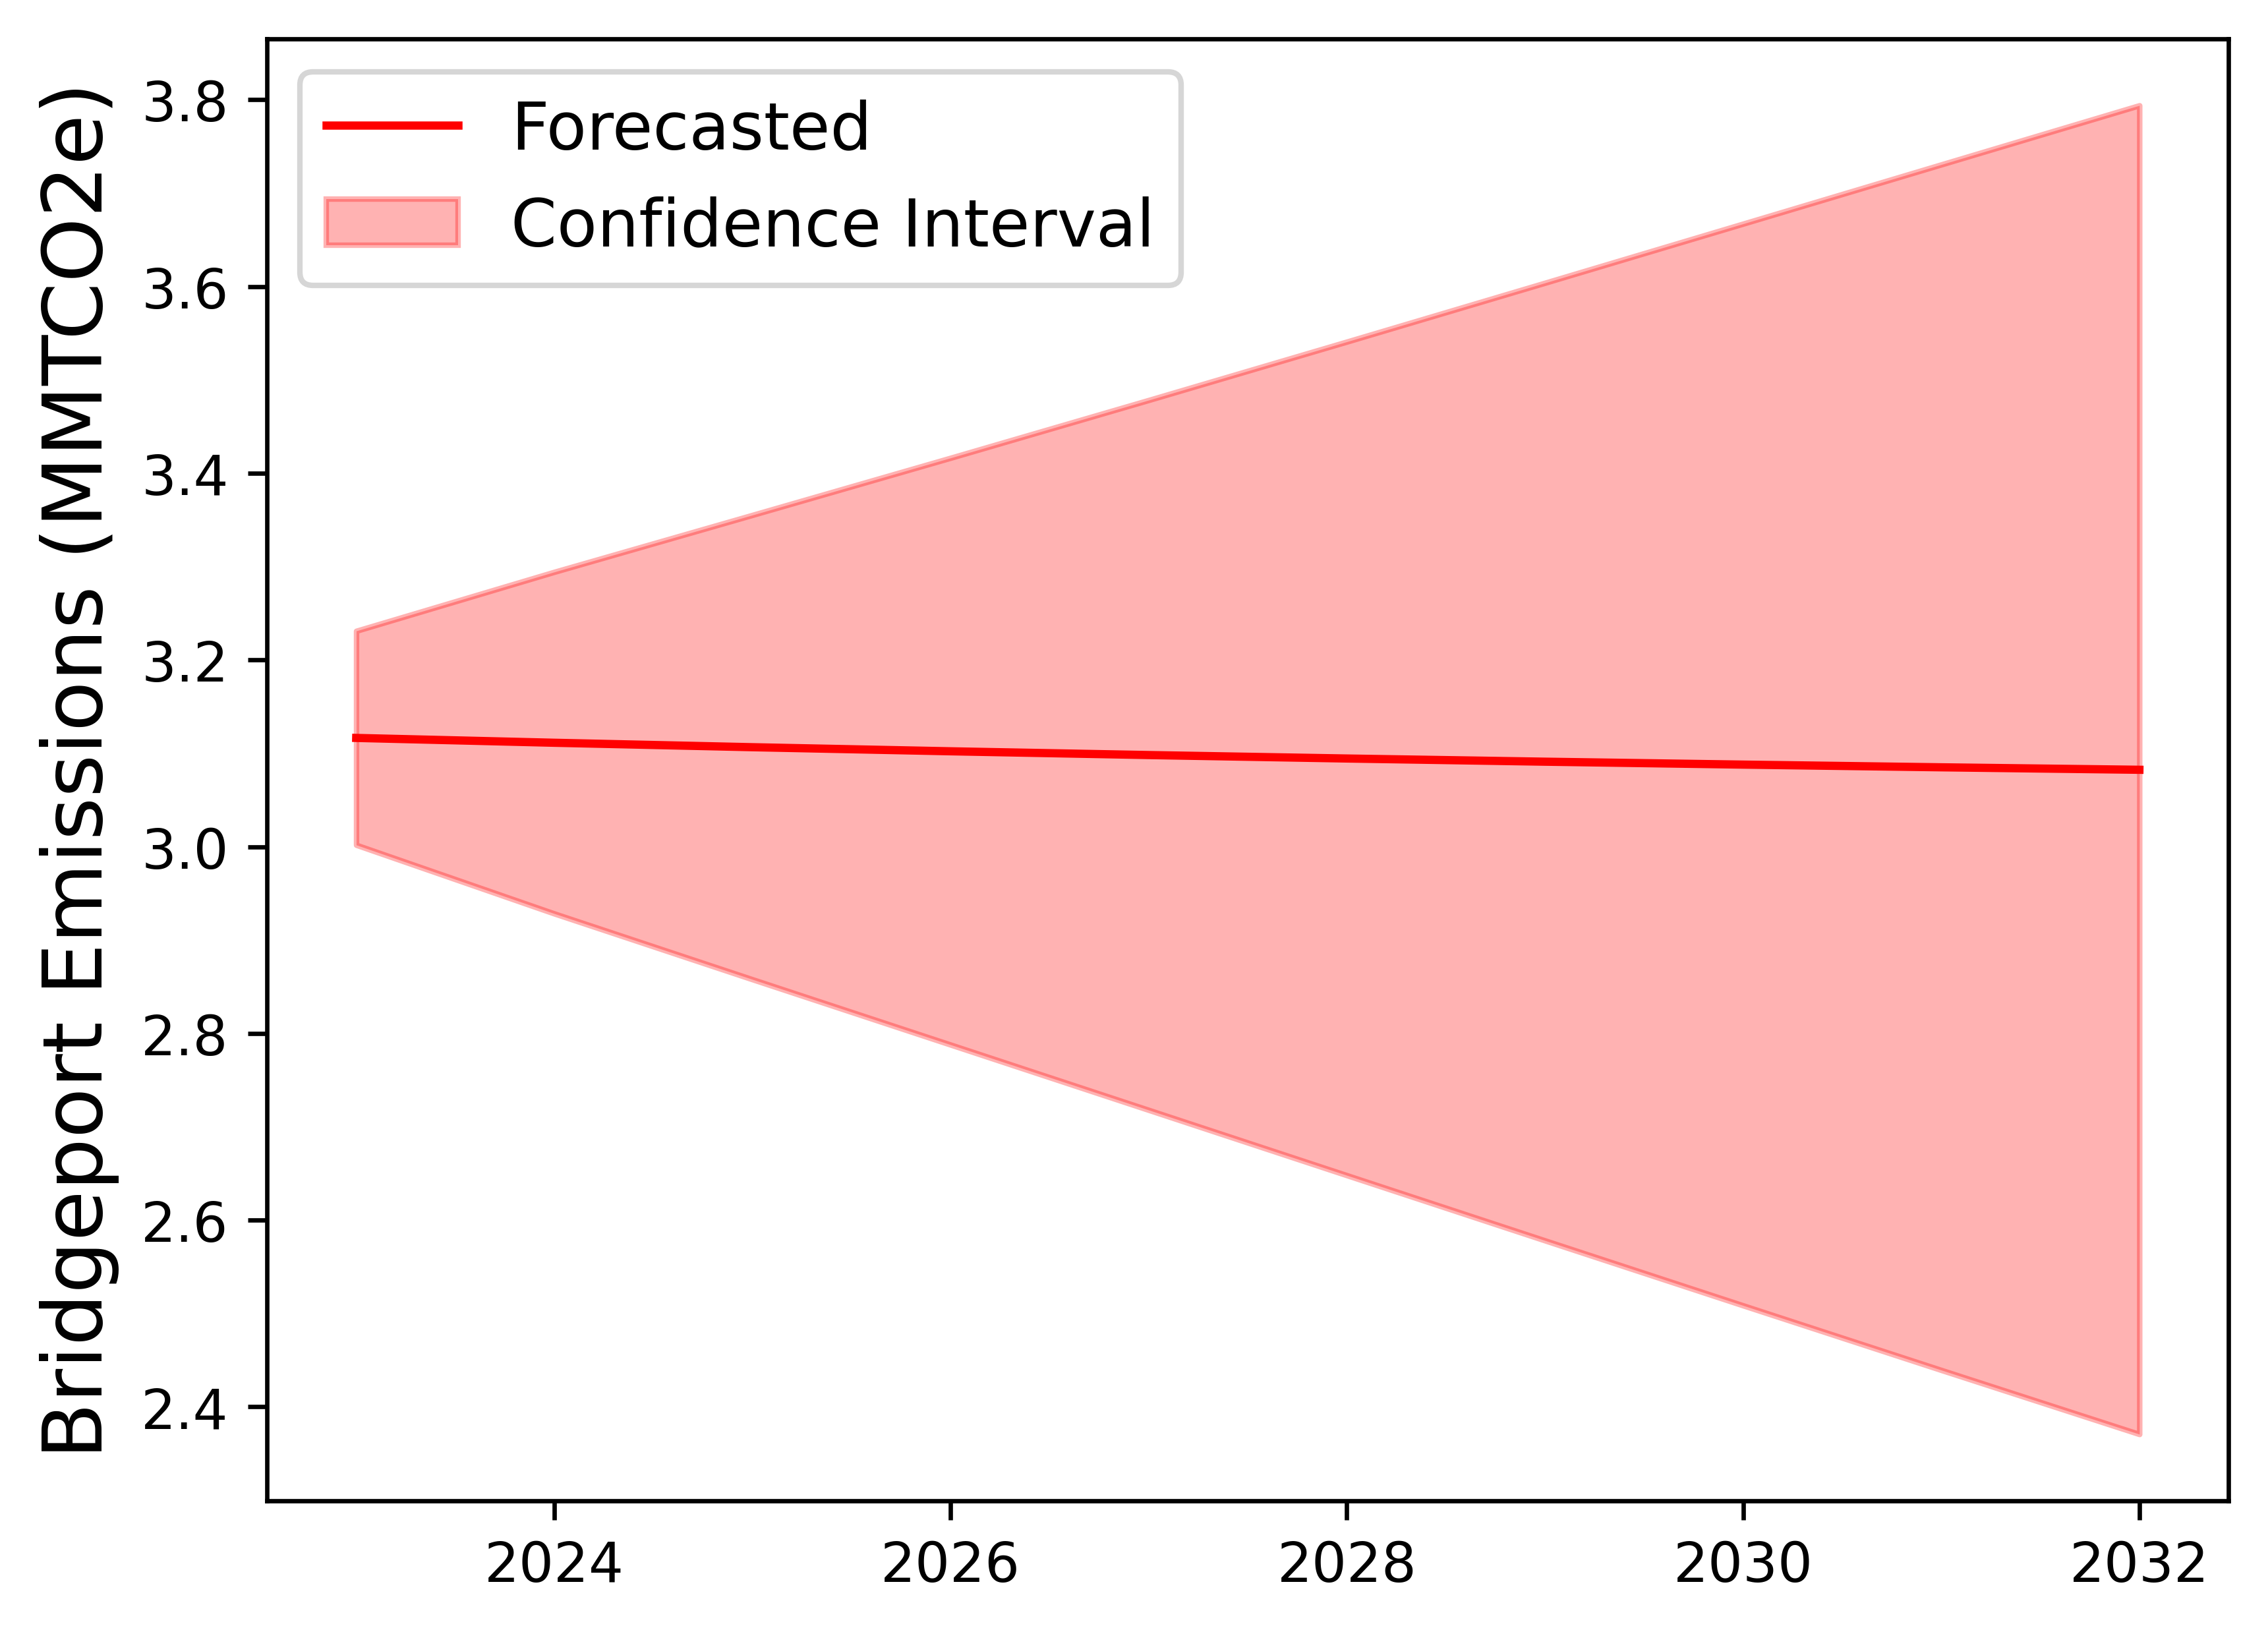 Bridgeport Emissions (MMTCO2e)
3.8
3.6
3.4
3.2
3.0
2.8
2.6
2.4
Forecasted
Confidence Interval
2024 2026 2028 2030 2032